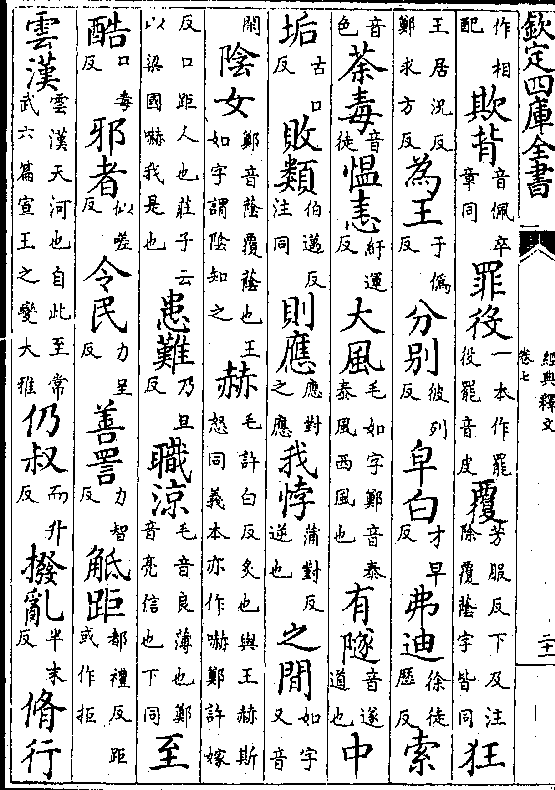 欽定四庫全書
經典釋文
卷七
二十一
作相配欺背音佩卒章同罪役一本作罷役罷音皮覆芳服反下及注除覆蔭字皆同狂
王居況反鄭求方反為王于偽反分别彼列反皁白才早反弗迪徐徒歷反索
音色荼毒音徒愠恚紆運反大風毛如字鄭音泰泰風西風也有隧音遂道也中
垢古口反敗類伯邁反注同則應應對之應我悖蒲對反逆也之間如字又音
閑陰女鄭音蔭覆蔭也王如字謂陰知之赫毛許白反炙也與王赫斯怒同義本亦作嚇鄭許嫁
反口距人也莊子云以梁國嚇我是也患難乃旦反職涼毛音良薄也鄭音亮信也下同至
酷口毒反邪者似嗟反令民力呈反善詈力智反觝距都禮反距或作拒
雲漢雲漢天河也自此至常武六篇宣王之變大雅仍叔而升反撥亂半末反脩行